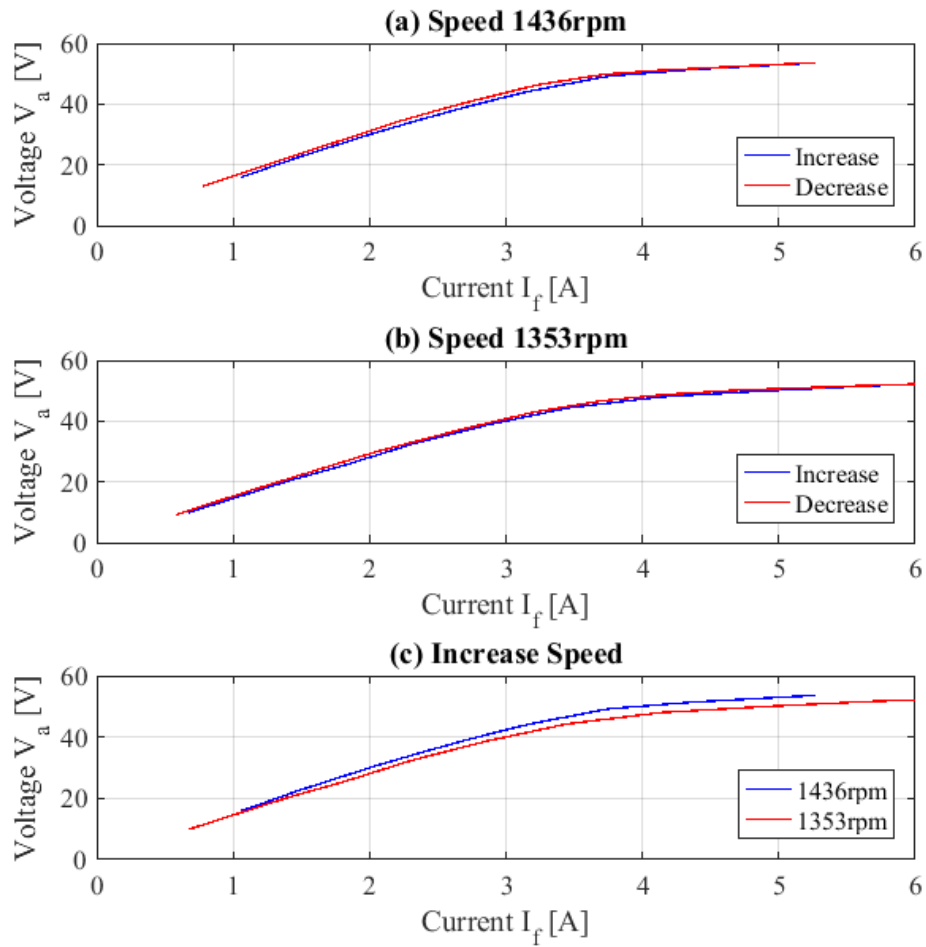 (a) Speed 1436rpm
Voltage V_a [V]
60
40
20
0
Increase
Decrease
0 1 2 3 4 5 6
Current I_f [A]
(b) Speed 1353rpm
Voltage V_a [V]
60
40
20
0
Increase
Decrease
0 1 2 3 4 5 6
Current I_f [A]
(c) Increase Speed
Voltage V_a [V]
60
40
20
0
1436rpm
1353rpm
0 1 2 3 4 5 6
Current I_f [A]